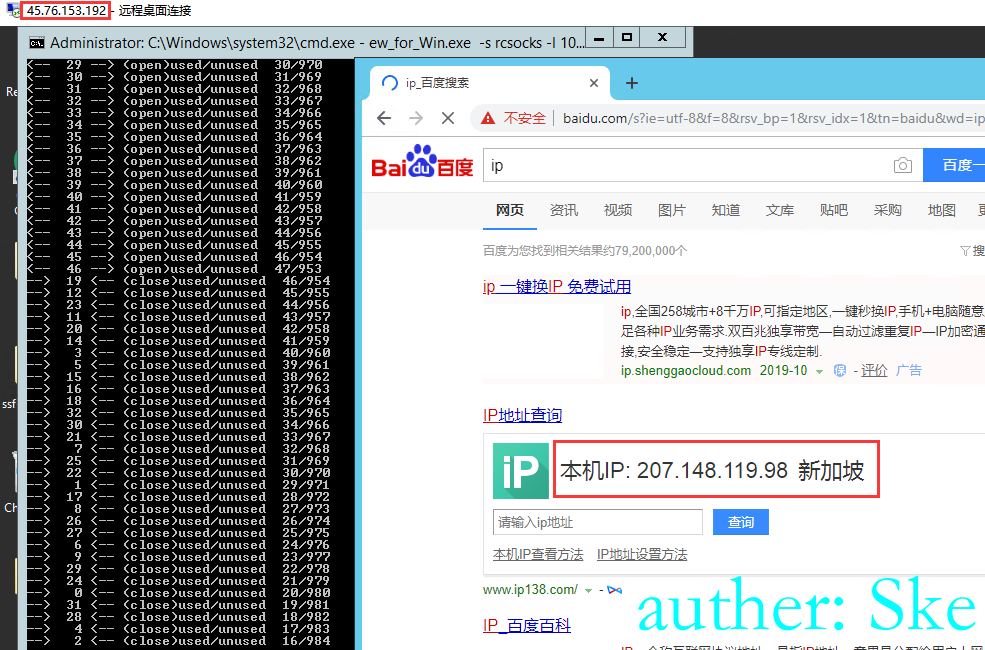 45.76.153.192 - 远程桌面连接
Administrator: C:\Windows\system32\cmd.exe - ew_for_Win.exe -s rcsocks -l 10...
<-- 29 --> (open)used/unused 30/970
<-- 30 --> (open)used/unused 31/969
<-- 31 --> (open)used/unused 32/968
<-- 32 --> (open)used/unused 33/967
<-- 33 --> (open)used/unused 34/966
<-- 34 --> (open)used/unused 35/965
<-- 35 --> (open)used/unused 36/964
<-- 36 --> (open)used/unused 37/963
<-- 37 --> (open)used/unused 38/962
<-- 38 --> (open)used/unused 39/961
<-- 39 --> (open)used/unused 40/960
<-- 40 --> (open)used/unused 41/959
<-- 41 --> (open)used/unused 42/958
<-- 42 --> (open)used/unused 43/957
<-- 43 --> (open)used/unused 44/956
<-- 44 --> (open)used/unused 45/955
<-- 45 --> (open)used/unused 46/954
<-- 46 --> (open)used/unused 47/953
--> 19 <-- (close)used/unused 46/954
--> 12 <-- (close)used/unused 45/955
--> 23 <-- (close)used/unused 44/956
--> 11 <-- (close)used/unused 43/957
--> 20 <-- (close)used/unused 42/958
--> 14 <-- (close)used/unused 41/959
--> 3 <-- (close)used/unused 40/960
--> 5 <-- (close)used/unused 39/961
--> 15 <-- (close)used/unused 38/962
--> 16 <-- (close)used/unused 37/963
--> 18 <-- (close)used/unused 36/964
--> 32 <-- (close)used/unused 35/965
--> 30 <-- (close)used/unused 34/966
--> 21 <-- (close)used/unused 33/967
--> 7 <-- (close)used/unused 32/968
--> 25 <-- (close)used/unused 31/969
--> 22 <-- (close)used/unused 30/970
--> 1 <-- (close)used/unused 29/971
--> 17 <-- (close)used/unused 28/972
--> 8 <-- (close)used/unused 27/973
--> 26 <-- (close)used/unused 26/974
--> 27 <-- (close)used/unused 25/975
--> 6 <-- (close)used/unused 24/976
--> 9 <-- (close)used/unused 23/977
--> 29 <-- (close)used/unused 22/978
--> 24 <-- (close)used/unused 21/979
--> 0 <-- (close)used/unused 20/980
--> 31 <-- (close)used/unused 19/981
--> 28 <-- (close)used/unused 18/982
--> 4 <-- (close)used/unused 17/983
--> 2 <-- (close)used/unused 16/984
Re
ssf
Ch
ip_百度搜索
不安全 | baidu.com/s?ie=utf-8&f=8&rsv_bp=1&rsv_idx=1&tn=baidu&wd=ip
Bai du 百度
ip
百度一
网页 资讯 视频 图片 知道 文库 贴吧 采购 地图
百度为您找到相关结果约79,200,000个
搜
ip 一键换IP 免费试用
ip,全国258城市+8千万IP,可指定地区,一键秒换IP,手机+电脑随意
足各种IP业务需求.双百兆独享带宽—自动过滤重复IP—IP加密通
接,安全稳定—支持独享IP专线定制.
ip.shenggaocloud.com 2019-10 保 - 评价 广告
IP地址查询
iP
本机IP: 207.148.119.98 新加坡
请输入ip地址
查询
本机IP查看方法 IP地址设置方法
www.ip138.com/ -
IP_百度百科
auther: Ske